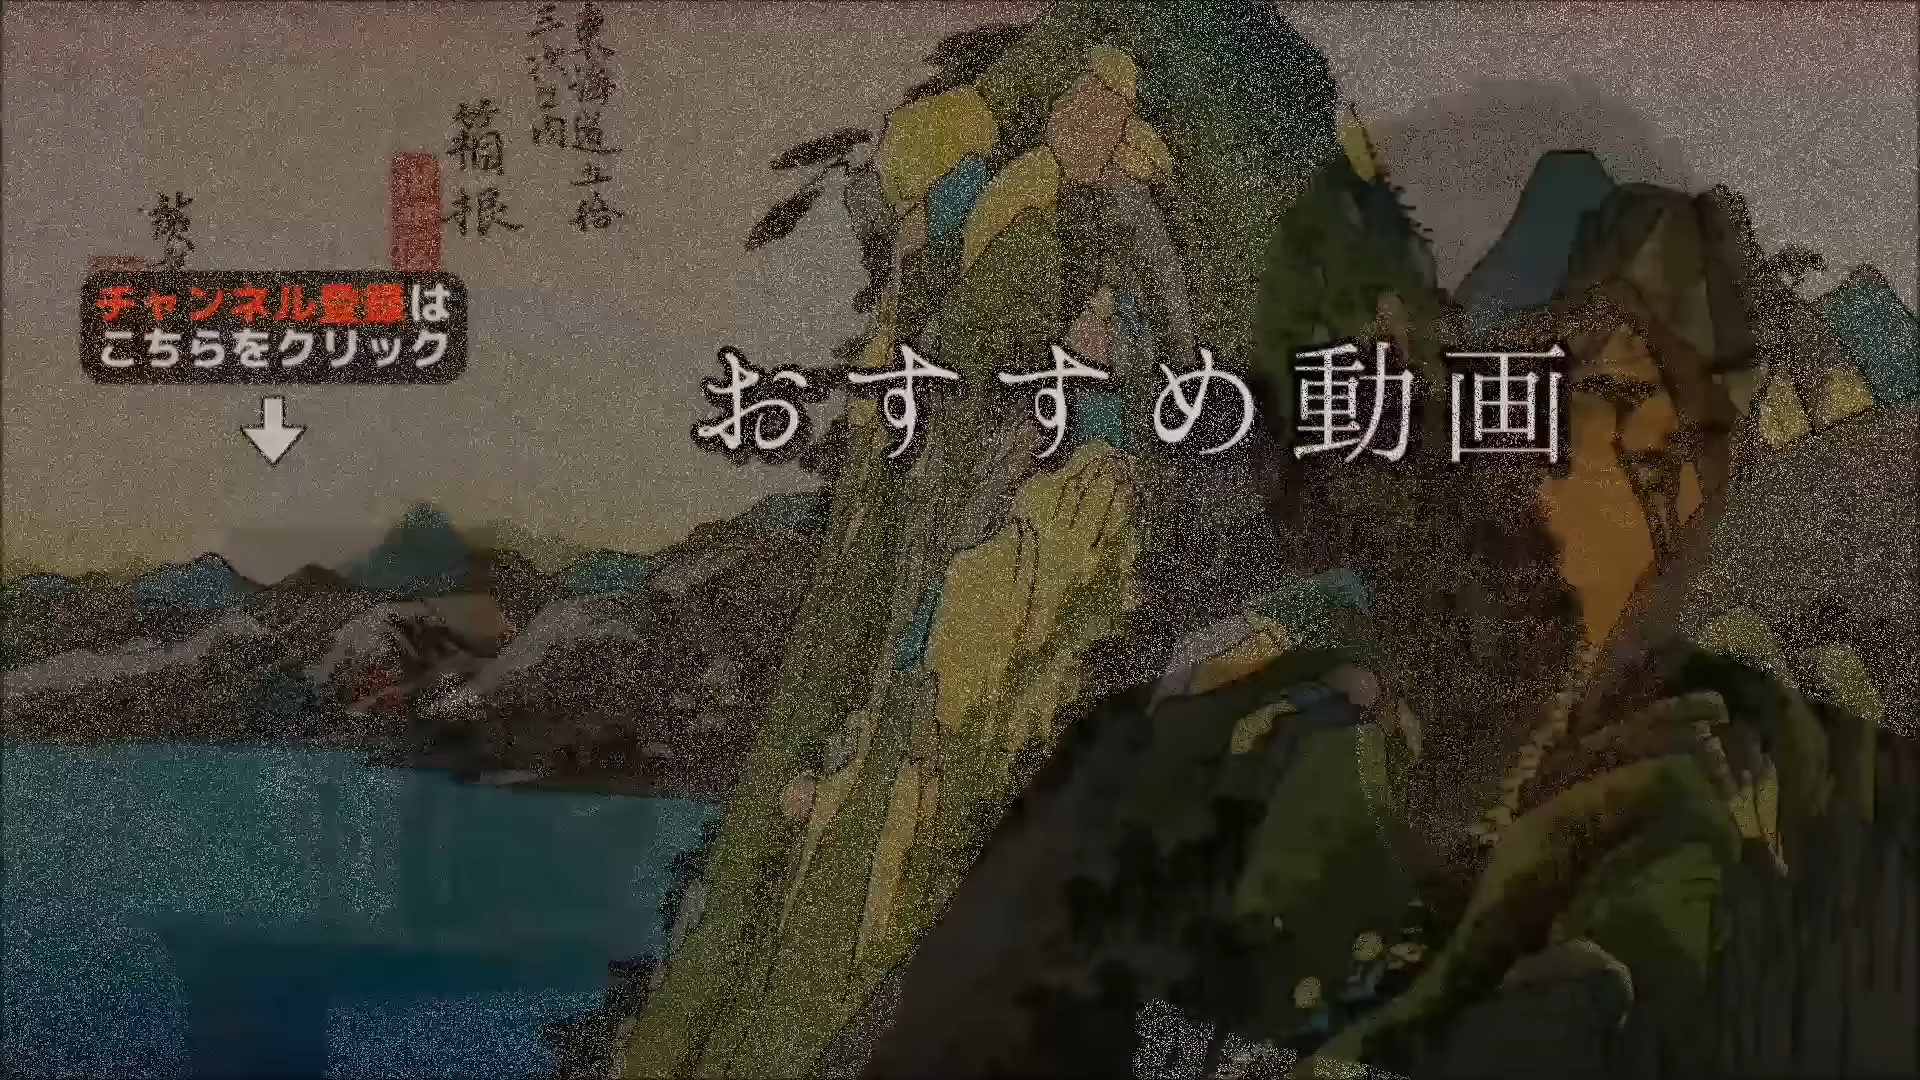 東海道五拾
三次之内
箱根
チャンネル登録は
こちらをクリック
おすすめ動画